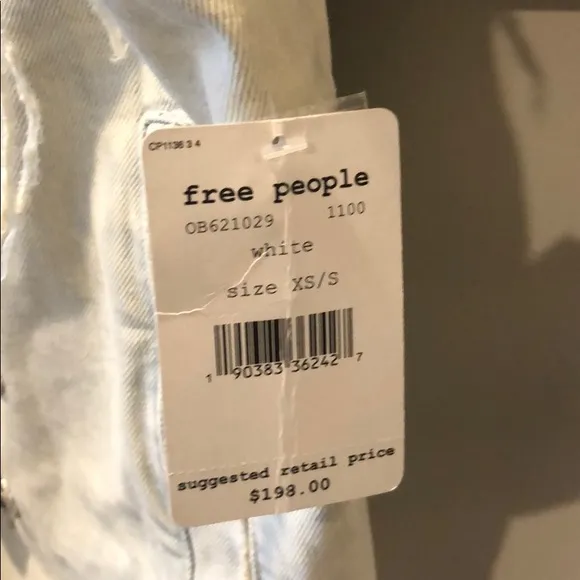 CP1136 3 4
free people
OB621029 1100
white
size XS/S
1 90383 36242 7
suggested retail price
$198.00